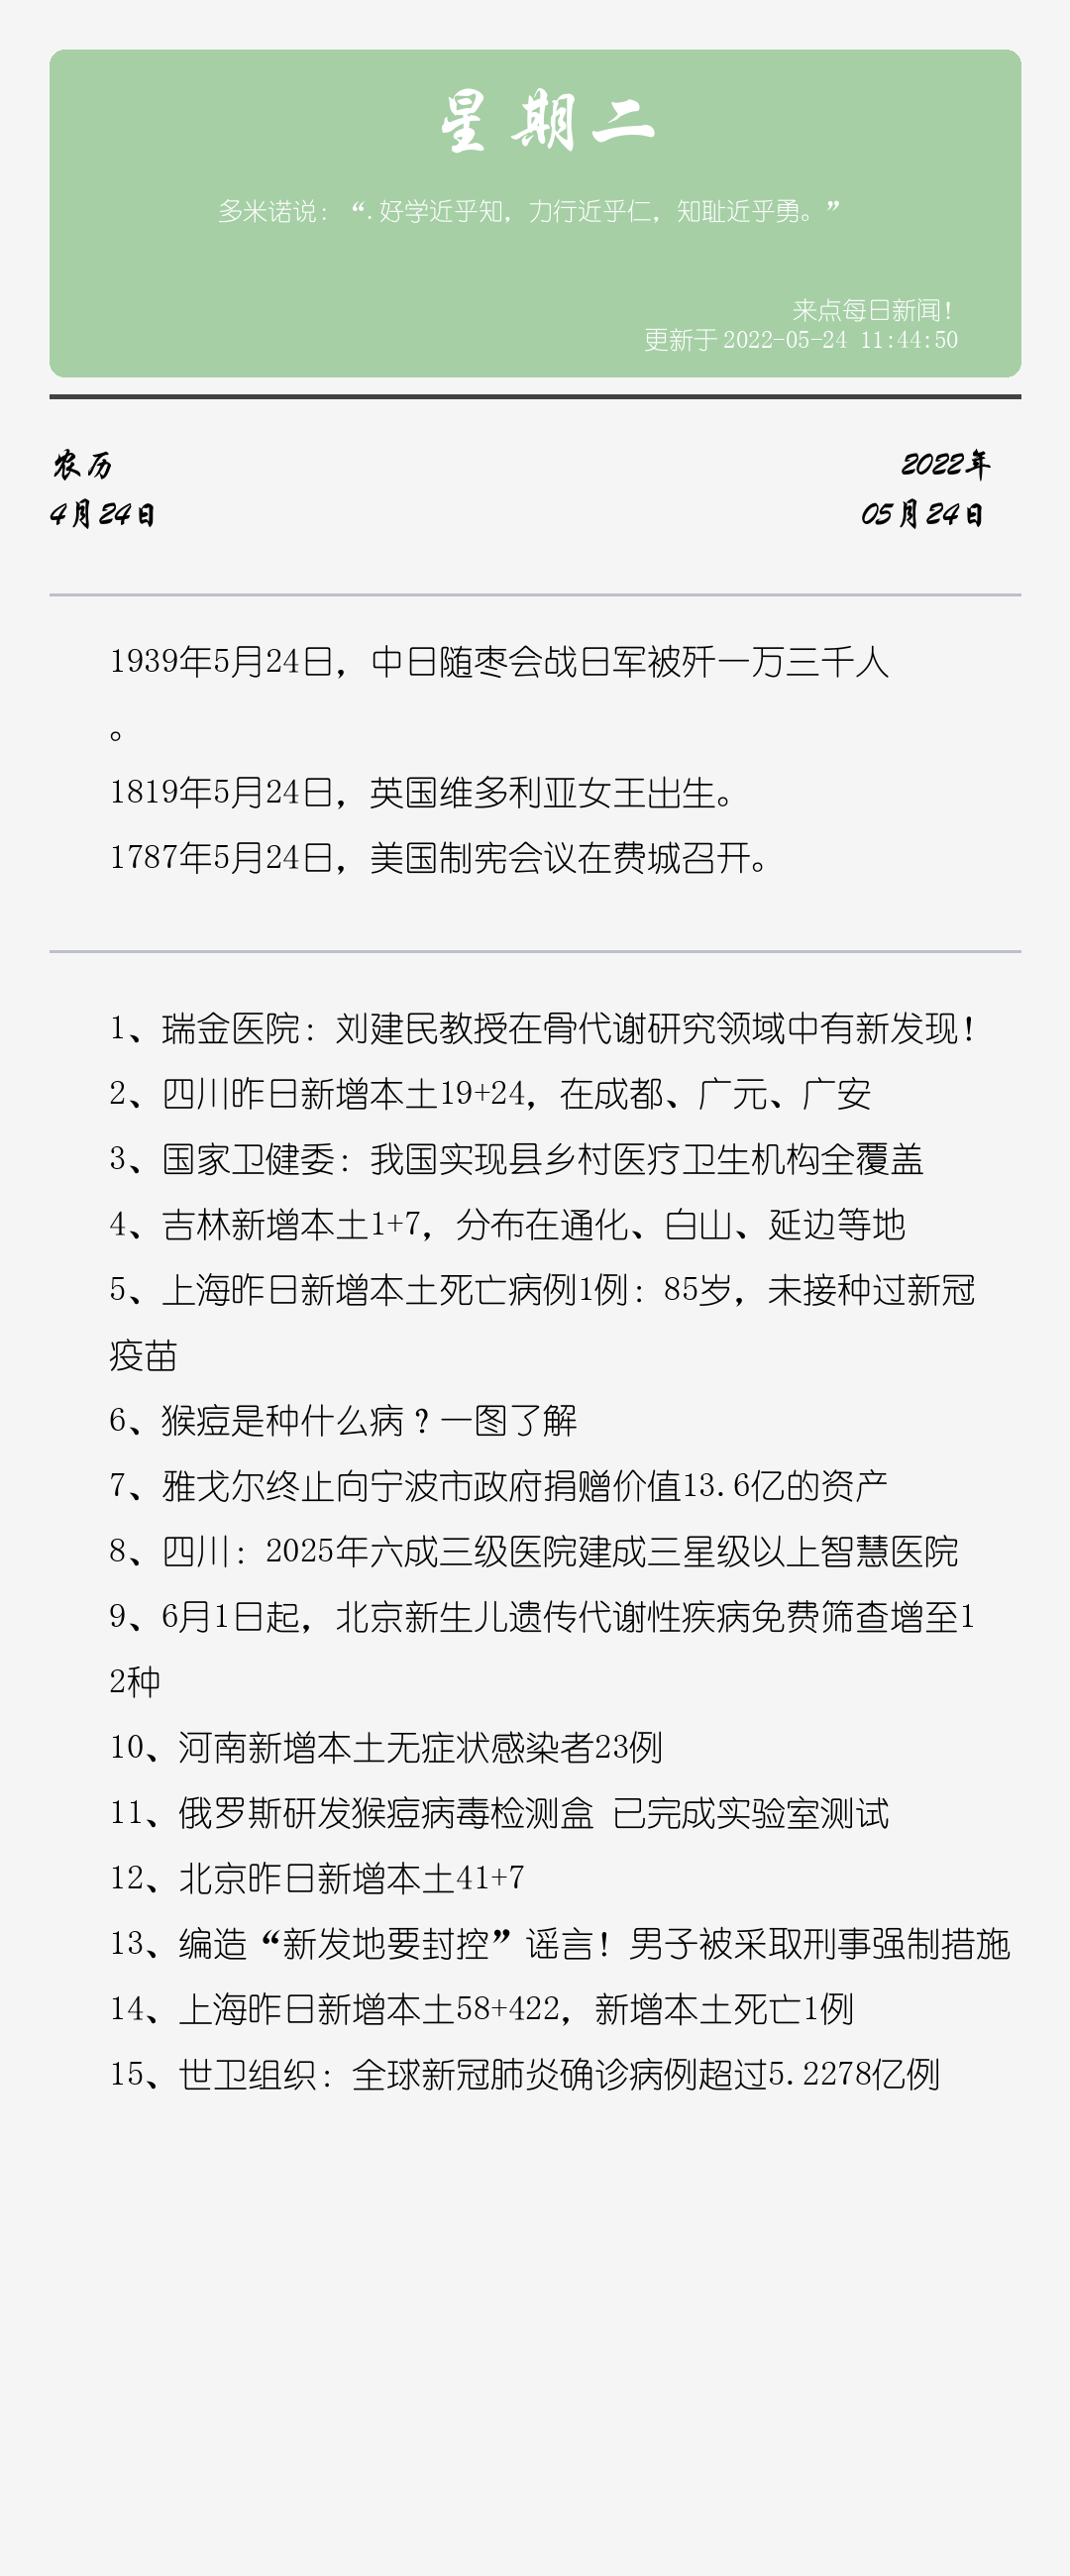 星期二
多米诺说：“.好学近乎知，力行近乎仁，知耻近乎勇。”
来点每日新闻！
更新于 2022-05-24 11:44:50
农历
2022年
4月24日
05月24日
1939年5月24日，中日随枣会战日军被歼一万三千人
。
1819年5月24日，英国维多利亚女王出生。
1787年5月24日，美国制宪会议在费城召开。
1、瑞金医院：刘建民教授在骨代谢研究领域中有新发现！
2、四川昨日新增本土19+24，在成都、广元、广安
3、国家卫健委：我国实现县乡村医疗卫生机构全覆盖
4、吉林新增本土1+7，分布在通化、白山、延边等地
5、上海昨日新增本土死亡病例1例：85岁，未接种过新冠
疫苗
6、猴痘是种什么病？一图了解
7、雅戈尔终止向宁波市政府捐赠价值13.6亿的资产
8、四川：2025年六成三级医院建成三星级以上智慧医院
9、6月1日起，北京新生儿遗传代谢性疾病免费筛查增至1
2种
10、河南新增本土无症状感染者23例
11、俄罗斯研发猴痘病毒检测盒 已完成实验室测试
12、北京昨日新增本土41+7
13、编造“新发地要封控”谣言！男子被采取刑事强制措施
14、上海昨日新增本土58+422，新增本土死亡1例
15、世卫组织：全球新冠肺炎确诊病例超过5.2278亿例